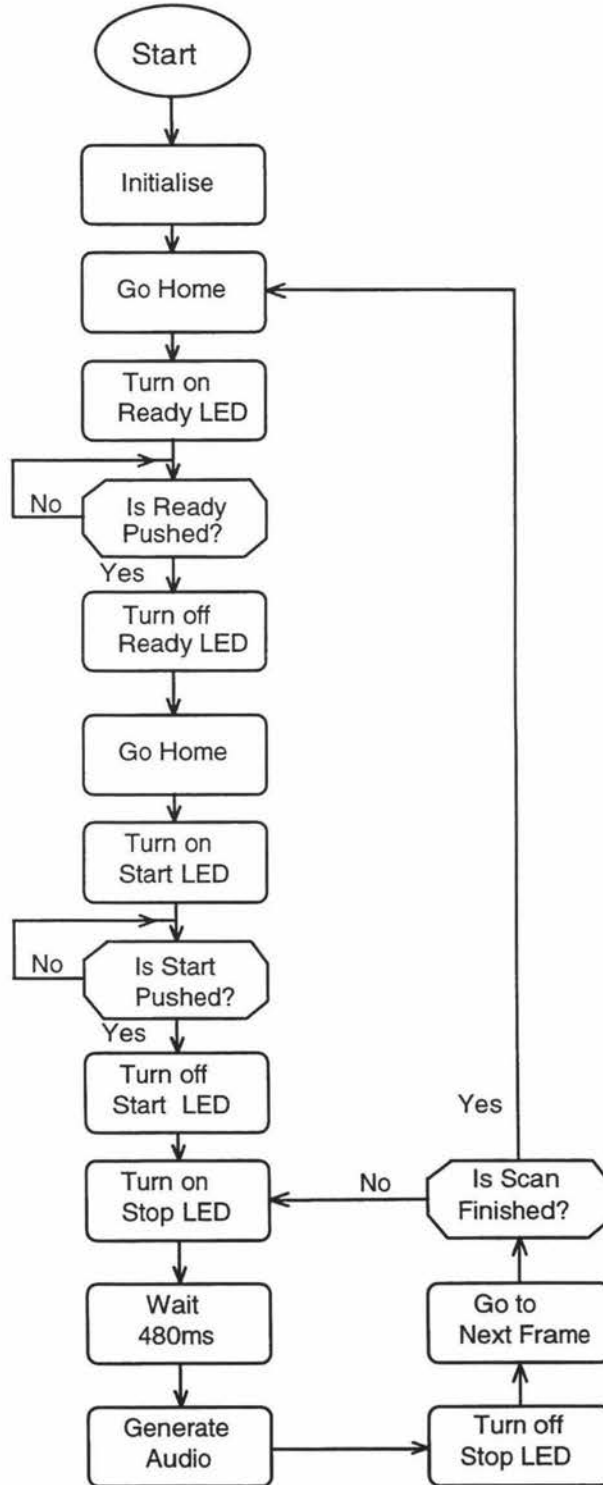 Start
Initialise
Go Home
Turn on
Ready LED
No
Is Ready
Pushed?
Yes
Turn off
Ready LED
Go Home
Turn on
Start LED
No
Is Start
Pushed?
Yes
Turn off
Start LED
Turn on
Stop LED
Wait
480ms
Generate
Audio
Turn off
Stop LED
Go to
Next Frame
Is Scan
Finished?
No
Yes